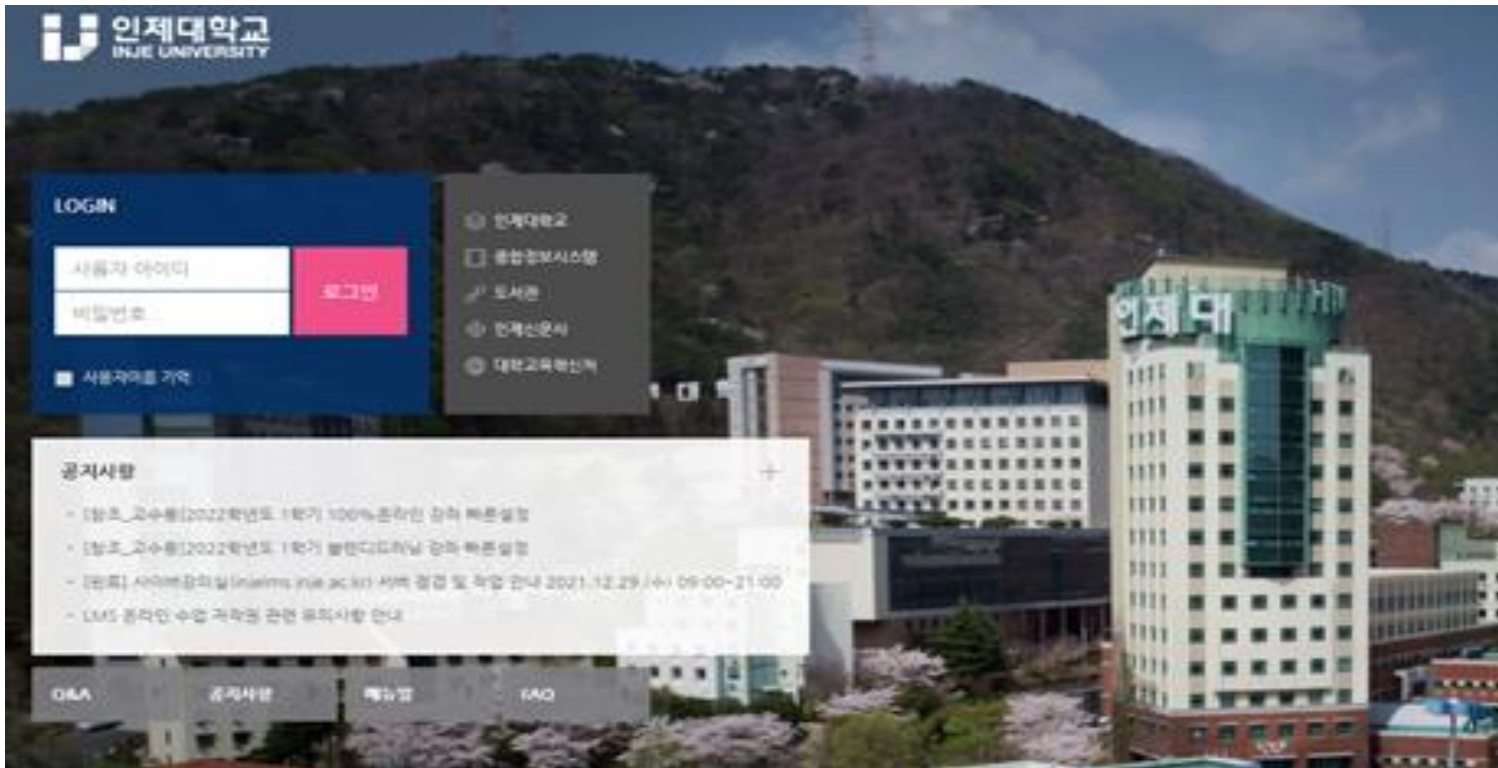 인제대학교
INJE UNIVERSITY
LOGIN
사용자 아이디
비밀번호
로그인
사용자이름 기억
인제대학교
종합정보시스템
도서관
인제신문사
대학교육혁신처
공지사항
- [참조_교수용]2022학년도 1학기 100%온라인 강좌 빠른설정
- [참조_교수용]2022학년도 1학기 블렌디드러닝 강좌 빠른설정
- [완료] 사이버강의실(injelms.inje.ac.kr) 서버 점검 및 작업 안내 2021.12.29.(수) 09:00~21:00
- LMS 온라인 수업 저작권 관련 유의사항 안내
Q&A
공지사항
매뉴얼
FAQ
인제대